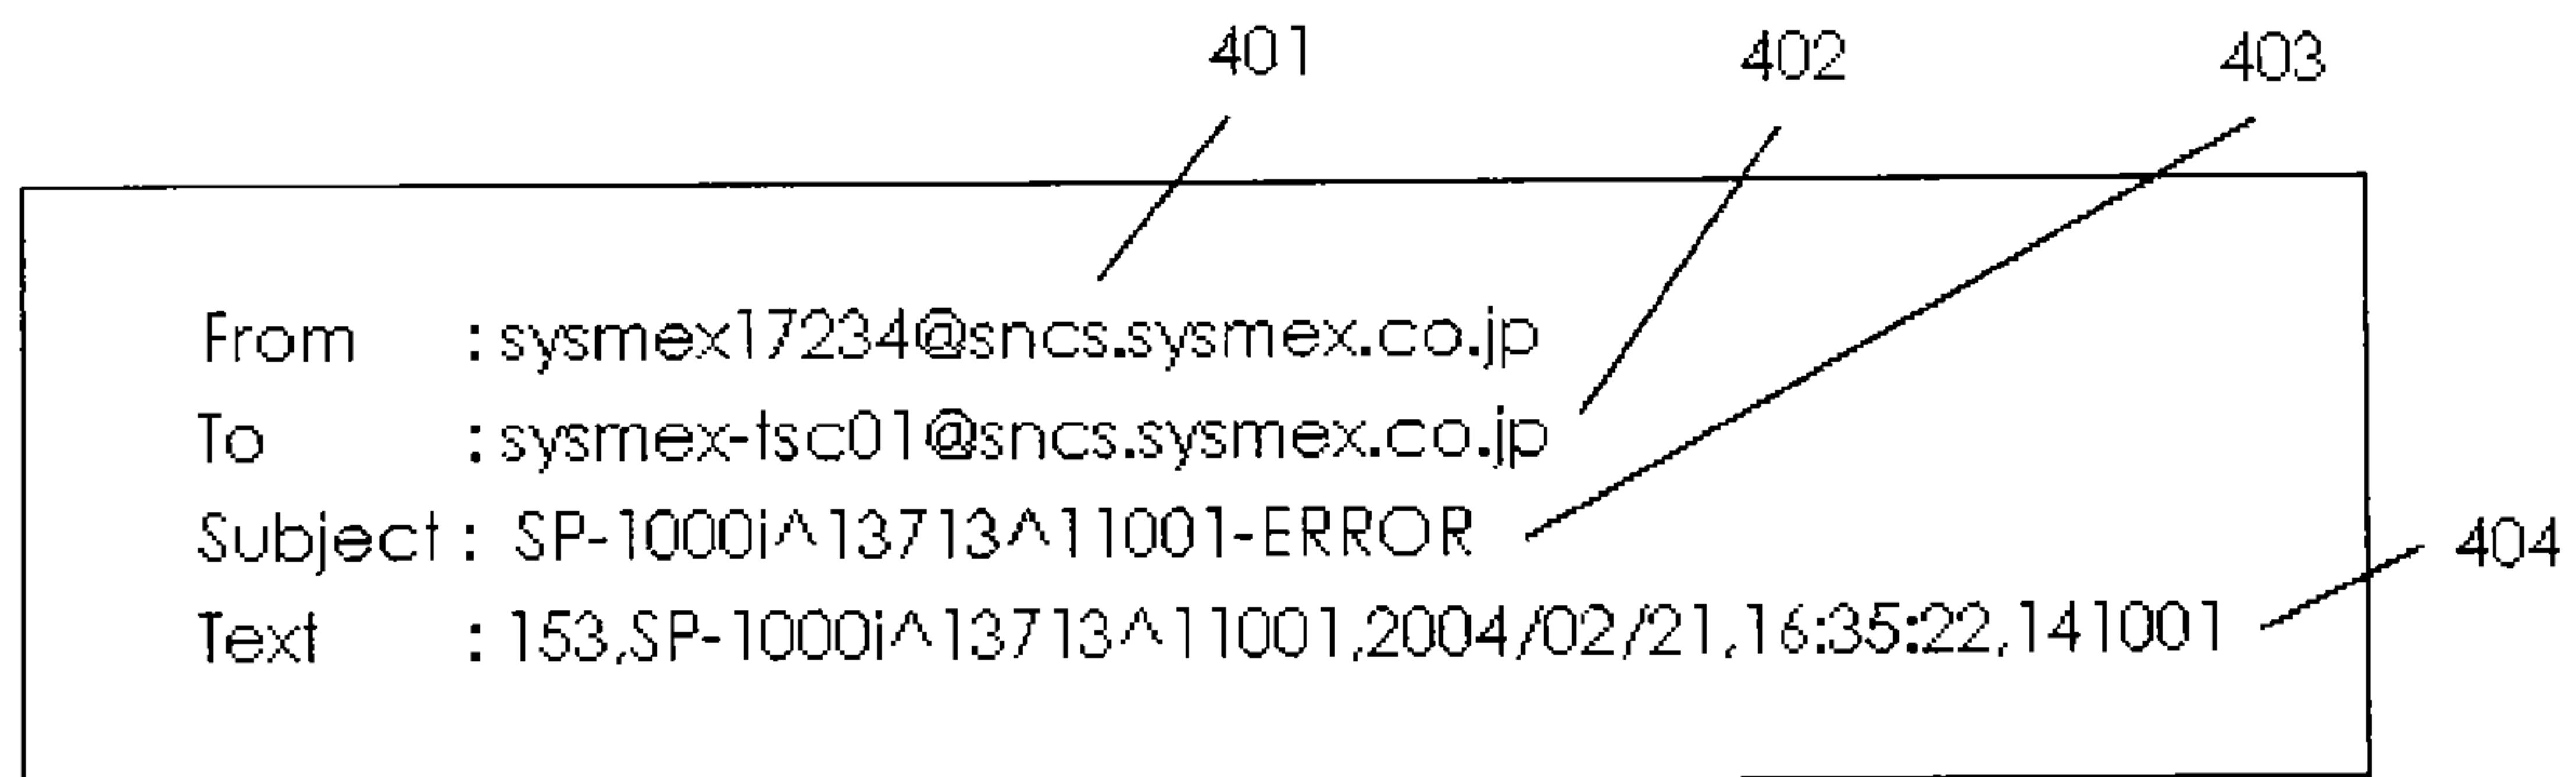 401 402 403
From : sysmex17234@sncs.sysmex.co.jp
To : sysmex-tsc01@sncs.sysmex.co.jp
Subject : SP-1000i^13713^11001-ERROR
404
Text : 153,SP-1000i^13713^11001,2004/02/21,16:35:22,141001